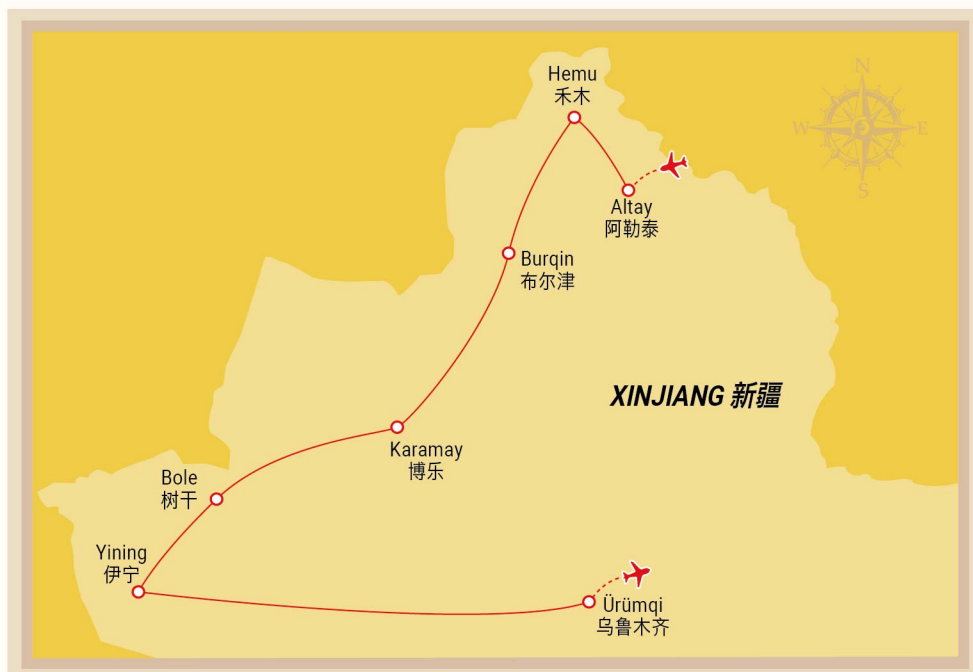 Hemu
禾木
N
W
E
S
Altay
阿勒泰
Burqin
布尔津
XINJIANG 新疆
Karamay
博乐
Bole
树干
Yining
伊宁
Ürümqi
乌鲁木齐